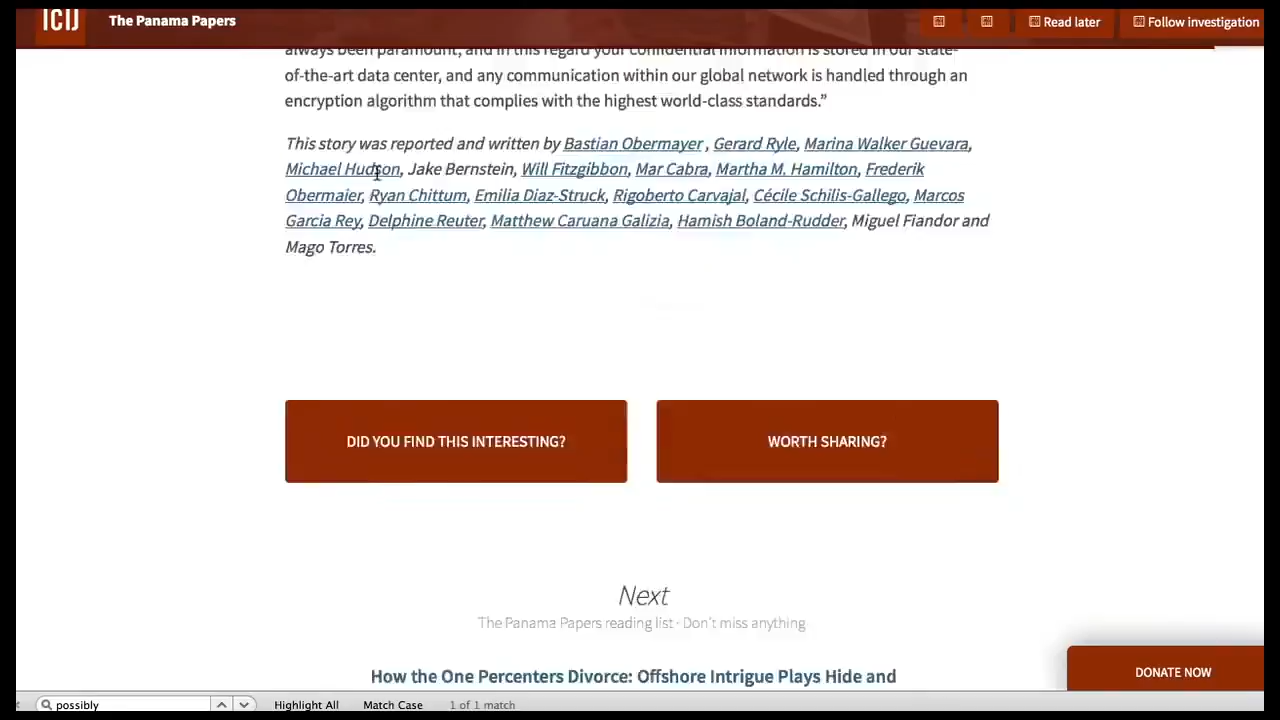 ICIJ
The Panama Papers
Read later
Follow investigation
always been paramount, and in this regard your confidential information is stored in our state-
of-the-art data center, and any communication within our global network is handled through an
encryption algorithm that complies with the highest world-class standards.”
This story was reported and written by Bastian Obermayer , Gerard Ryle, Marina Walker Guevara,
Michael Hudson, Jake Bernstein, Will Fitzgibbon, Mar Cabra, Martha M. Hamilton, Frederik
Obermaier, Ryan Chittum, Emilia Diaz-Struck, Rigoberto Carvajal, Cécile Schilis-Gallego, Marcos
Garcia Rey, Delphine Reuter, Matthew Caruana Galizia, Hamish Boland-Rudder, Miguel Fiandor and
Mago Torres.
DID YOU FIND THIS INTERESTING?
WORTH SHARING?
Next
The Panama Papers reading list · Don't miss anything
How the One Percenters Divorce: Offshore Intrigue Plays Hide and
DONATE NOW
possibly
Highlight All
Match Case
1 of 1 match